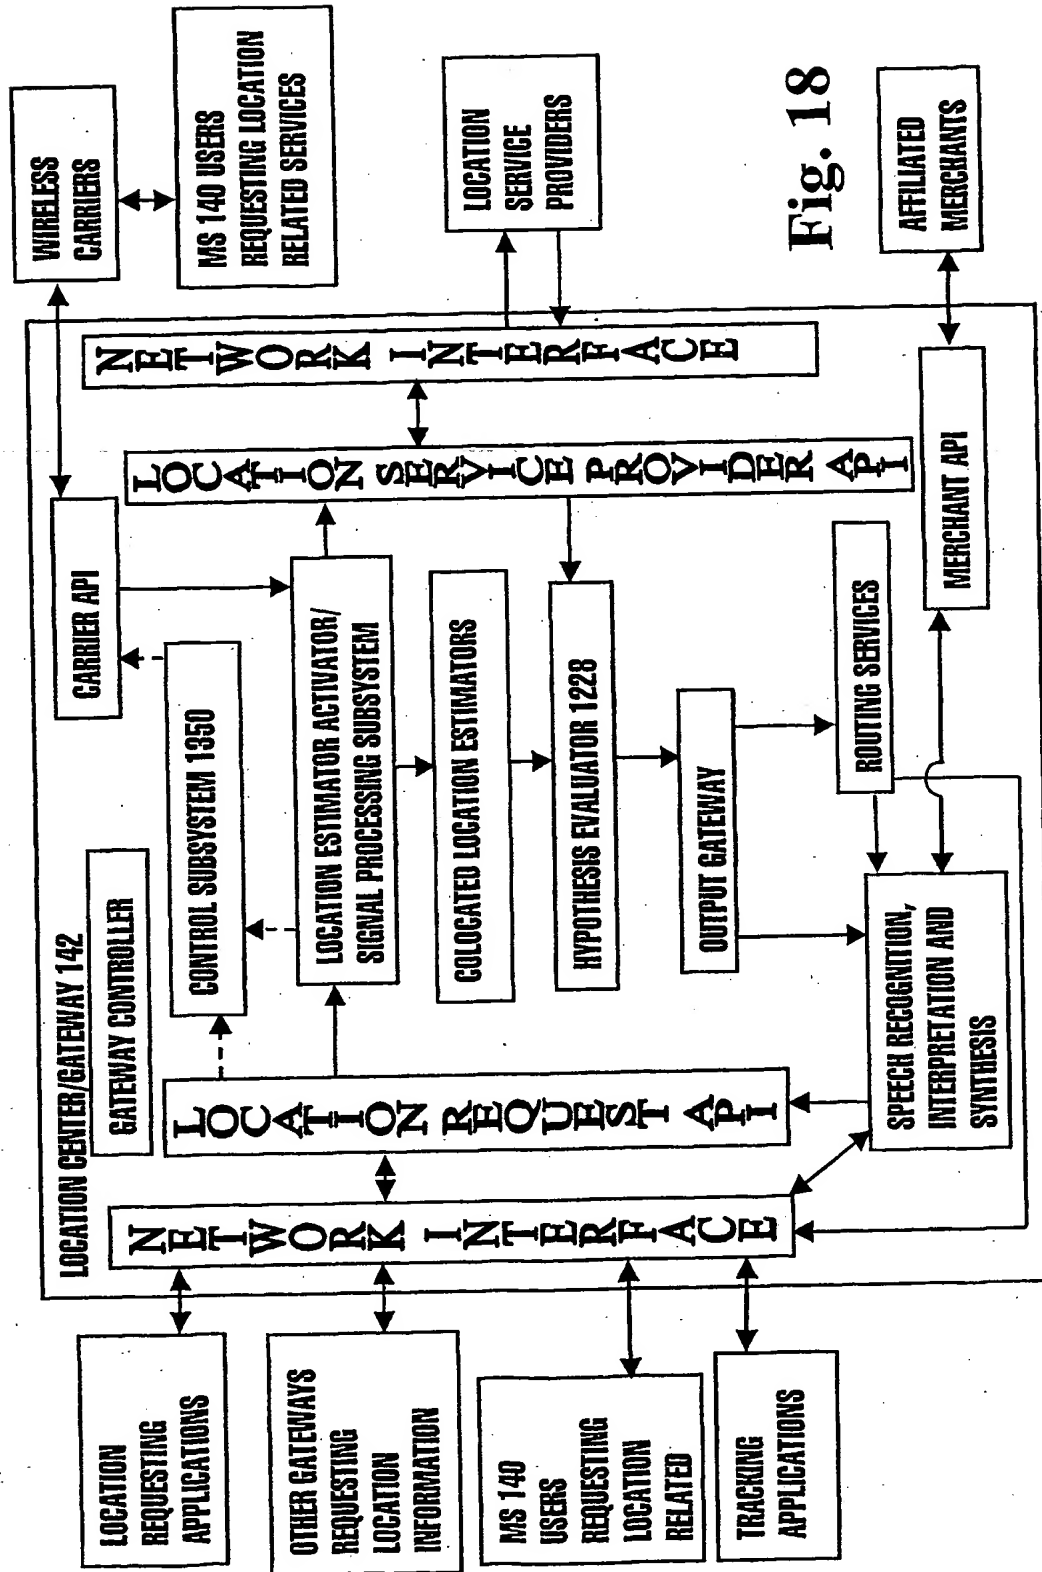 LOCATION
REQUESTING
APPLICATIONS
OTHER GATEWAYS
REQUESTING
LOCATION
INFORMATION
MS 140
USERS
REQUESTING
LOCATION
RELATED
TRACKING
APPLICATIONS
LOCATION CENTER/GATEWAY 142
GATEWAY CONTROLLER
NETWORK INTERFACE
LOCATION REQUEST API
CONTROL SUBSYSTEM 1350
CARRIER API
LOCATION ESTIMATOR ACTIVATOR/
SIGNAL PROCESSING SUBSYSTEM
COLOCATED LOCATION ESTIMATORS
HYPOTHESIS EVALUATOR 1228
OUTPUT GATEWAY
ROUTING SERVICES
SPEECH RECOGNITION,
INTERPRETATION AND
SYNTHESIS
MERCHANT API
LOCATION SERVICE PROVIDER API
NETWORK INTERFACE
WIRELESS
CARRIERS
MS 140 USERS
REQUESTING LOCATION
RELATED SERVICES
LOCATION
SERVICE
PROVIDERS
AFFILIATED
MERCHANTS
Fig. 18